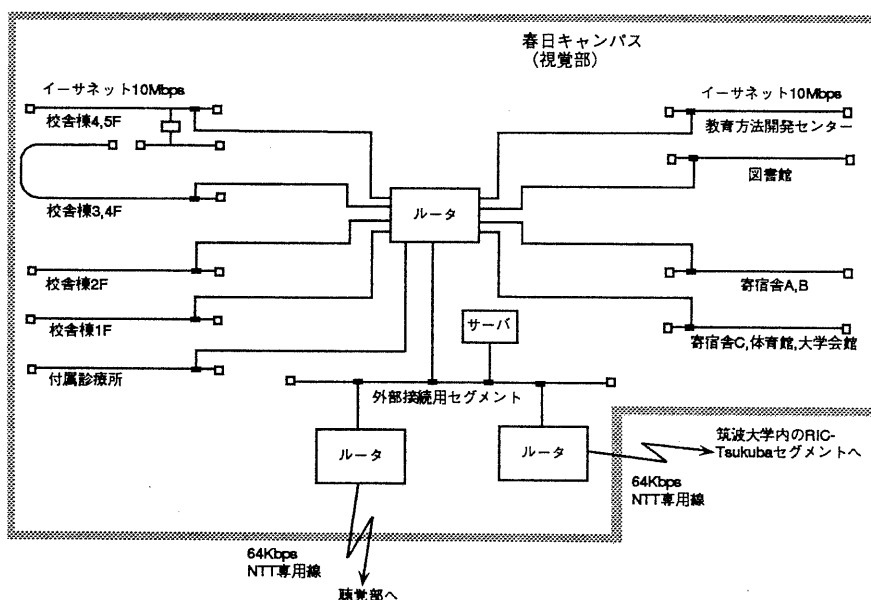 春日キャンパス
(視覚部)
イーサネット10Mbps
校舎棟4,5F
校舎棟3,4F
校舎棟2F
校舎棟1F
付属診療所
ルータ
イーサネット10Mbps
教育方法開発センター
図書館
寄宿舎A,B
寄宿舎C,体育館,大学会館
サーバ
外部接続用セグメント
ルータ
ルータ
筑波大学内のRIC-
Tsukubaセグメントへ
64Kbps
NTT専用線
64Kbps
NTT専用線
聴覚部へ